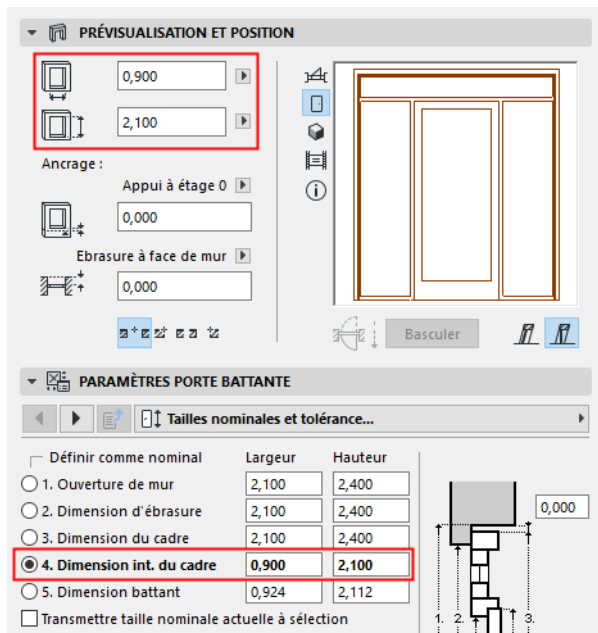 PRÉVISUALISATION ET POSITION
0,900
2,100
Ancrage :
Appui à étage 0
0,000
Ebrasure à face de mur
0,000
Basculer
PARAMÈTRES PORTE BATTANTE
Tailles nominales et tolérance...
Définir comme nominal Largeur Hauteur
1. Ouverture de mur 2,100 2,400
0,000
2. Dimension d'ébrasure 2,100 2,400
3. Dimension du cadre 2,100 2,400
4. Dimension int. du cadre 0,900 2,100
5. Dimension battant 0,924 2,112
Transmettre taille nominale actuelle à sélection
1. 2. 3.